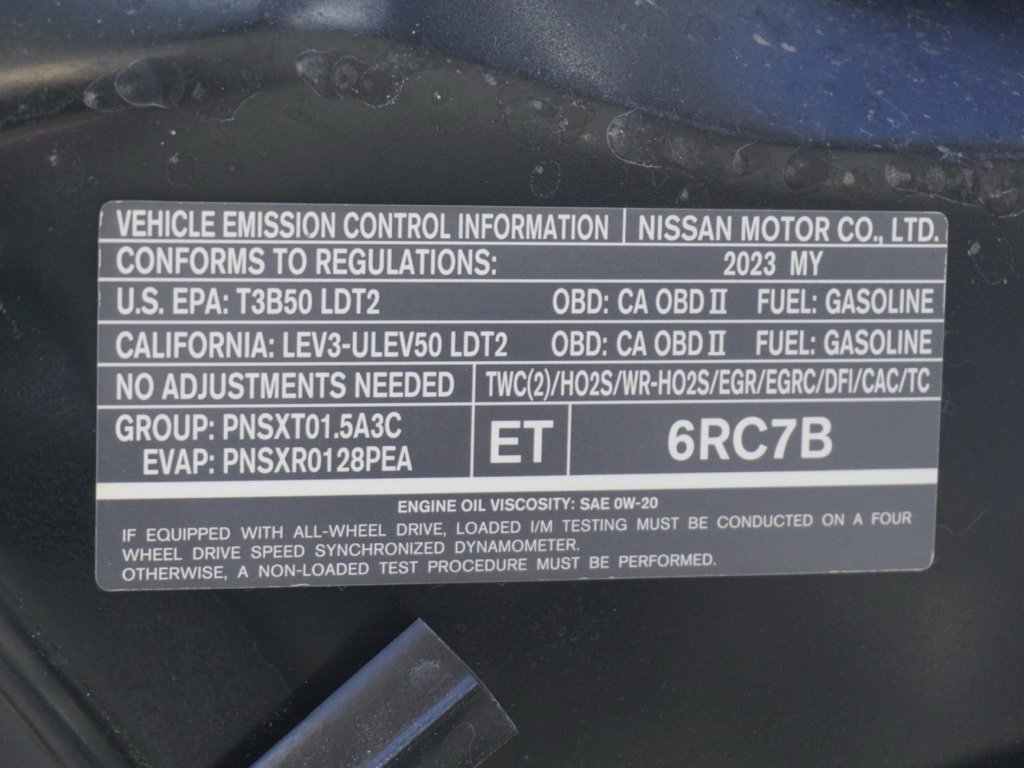 VEHICLE EMISSION CONTROL INFORMATION NISSAN MOTOR CO., LTD.
CONFORMS TO REGULATIONS: 2023 MY
U.S. EPA: T3B50 LDT2 OBD: CA OBD II FUEL: GASOLINE
CALIFORNIA: LEV3-ULEV50 LDT2 OBD: CA OBD II FUEL: GASOLINE
NO ADJUSTMENTS NEEDED TWC(2)/HO2S/WR-HO2S/EGR/EGRC/DFI/CAC/TC
GROUP: PNSXT01.5A3C
EVAP: PNSXR0128PEA
ET 6RC7B
ENGINE OIL VISCOSITY: SAE 0W-20
IF EQUIPPED WITH ALL-WHEEL DRIVE, LOADED I/M TESTING MUST BE CONDUCTED ON A FOUR
WHEEL DRIVE SPEED SYNCHRONIZED DYNAMOMETER.
OTHERWISE, A NON-LOADED TEST PROCEDURE MUST BE PERFORMED.